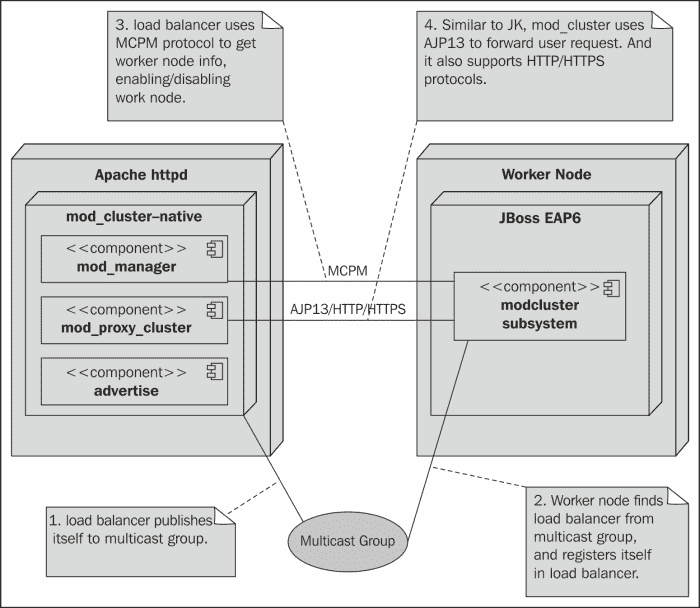 3. load balancer uses
MCPM protocol to get
worker node info,
enabling/disabling
work node.
4. Similar to JK, mod_cluster uses
AJP13 to forward user request. And
it also supports HTTP/HTTPS
protocols.
Apache httpd
mod_cluster–native
<<component>>
mod_manager
<<component>>
mod_proxy_cluster
<<component>>
advertise
MCPM
AJP13/HTTP/HTTPS
Worker Node
JBoss EAP6
<<component>>
modcluster
subsystem
1. load balancer publishes
itself to multicast group.
Multicast Group
2. Worker node finds
load balancer from
multicast group,
and registers itself
in load balancer.